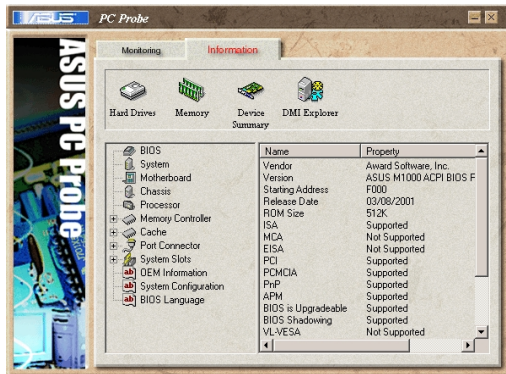 ASUS PC Probe
ASUS PC Probe
Monitoring Information
Hard Drives Memory Device Summary DMI Explorer
BIOS
System
Motherboard
Chassis
Processor
Memory Controller
Cache
Port Connector
System Slots
OEM Information
System Configuration
BIOS Language
Name Property
Vendor Award Software, Inc.
Version ASUS M1000 ACPI BIOS F
Starting Address F000
Release Date 03/08/2001
ROM Size 512K
ISA Supported
MCA Not Supported
EISA Not Supported
PCI Supported
PCMCIA Supported
PnP Supported
APM Supported
BIOS is Upgradeable Supported
BIOS Shadowing Supported
VL-VESA Not Supported